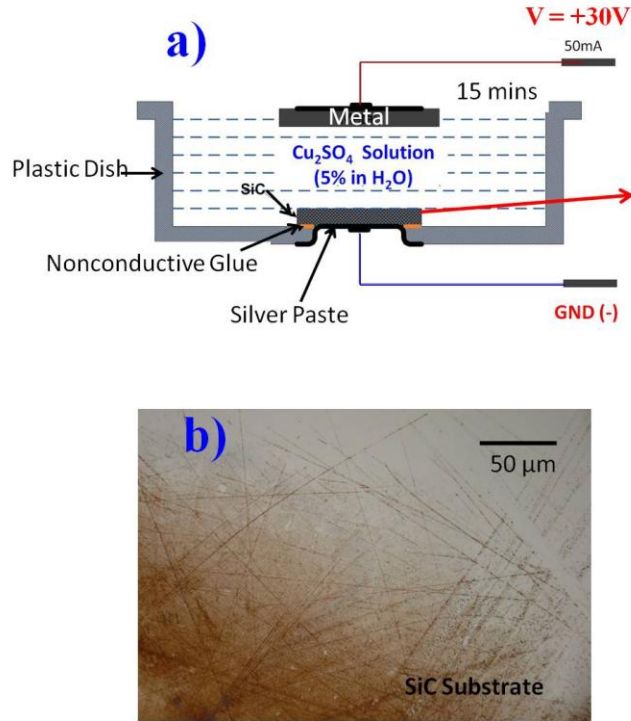 a)
V = +30V
50mA
15 mins
Metal
Plastic Dish
Cu₂SO₄ Solution
(5% in H₂O)
SiC
Nonconductive Glue
Silver Paste
GND (-)
b)
50 µm
SiC Substrate